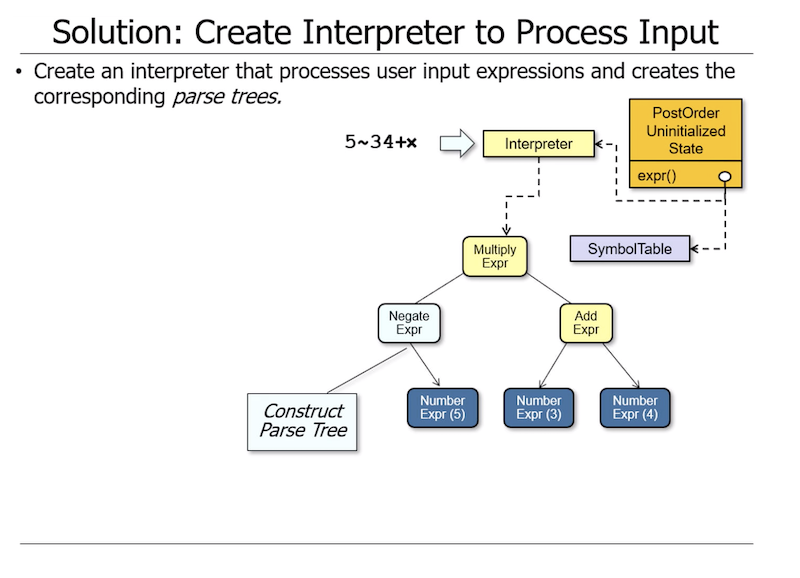 Solution: Create Interpreter to Process Input
• Create an interpreter that processes user input expressions and creates the
corresponding parse trees.
5~34+×
Interpreter
PostOrder
Uninitialized
State
expr()
SymbolTable
Multiply
Expr
Negate
Expr
Add
Expr
Construct
Parse Tree
Number
Expr (5)
Number
Expr (3)
Number
Expr (4)